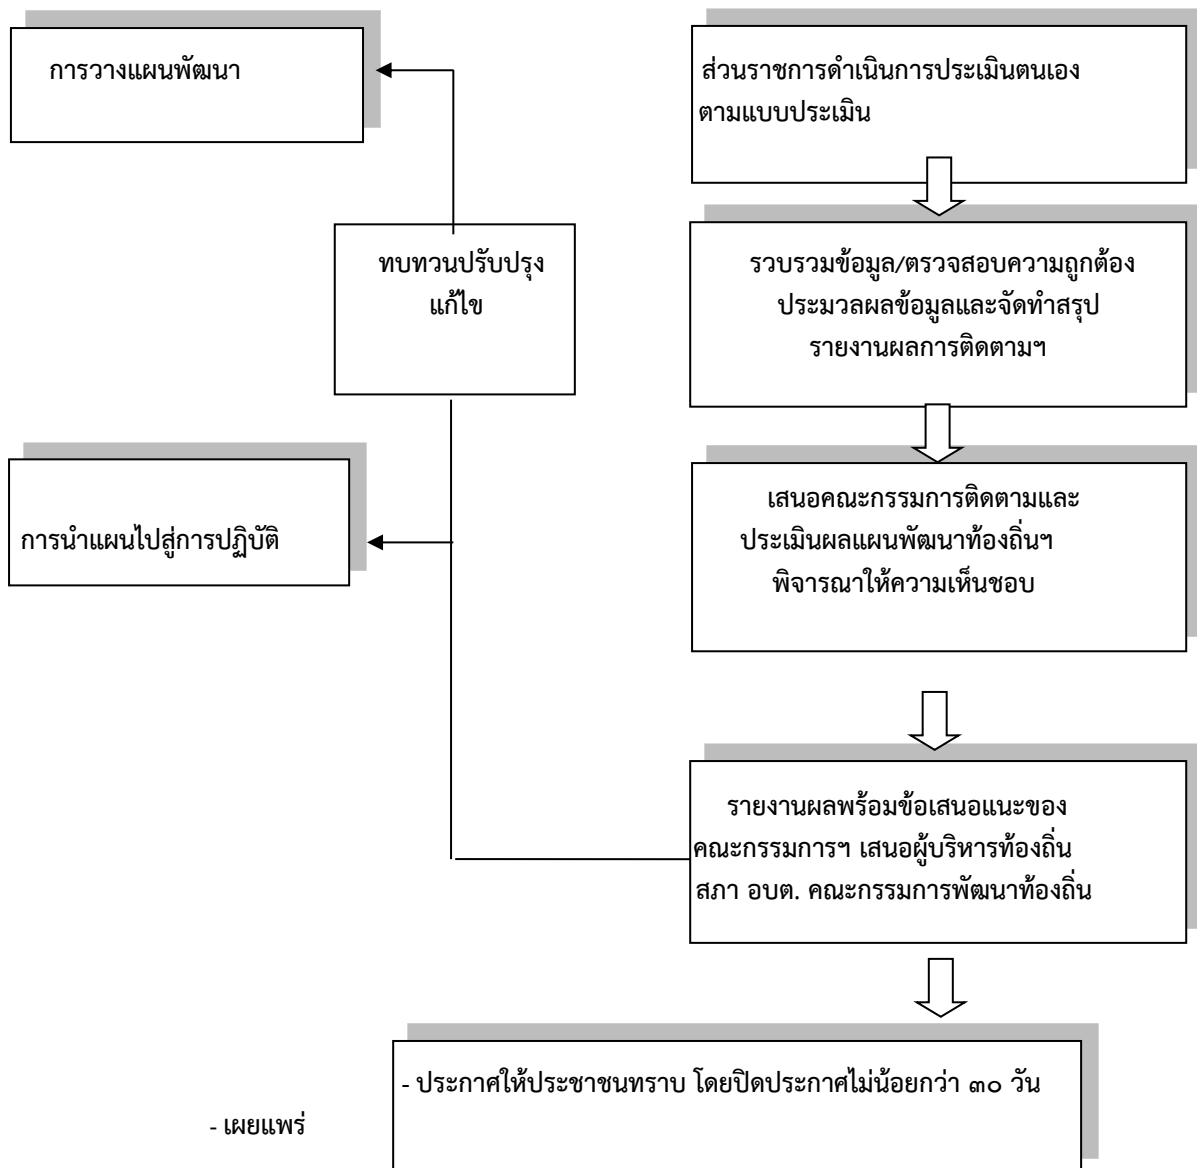 การวางแผนพัฒนา
ส่วนราชการดำเนินการประเมินตนเอง
ตามแบบประเมิน
ทบทวนปรับปรุง
แก้ไข
รวบรวมข้อมูล/ตรวจสอบความถูกต้อง
ประมวลผลข้อมูลและจัดทำสรุป
รายงานผลการติดตามฯ
การนำแผนไปสู่การปฏิบัติ
เสนอคณะกรรมการติดตามและ
ประเมินผลแผนพัฒนาท้องถิ่นฯ
พิจารณาให้ความเห็นชอบ
รายงานผลพร้อมข้อเสนอแนะของ
คณะกรรมการฯ เสนอผู้บริหารท้องถิ่น
สภา อบต. คณะกรรมการพัฒนาท้องถิ่น
- ประกาศให้ประชาชนทราบ โดยปิดประกาศไม่น้อยกว่า ๓๐ วัน
- เผยแพร่